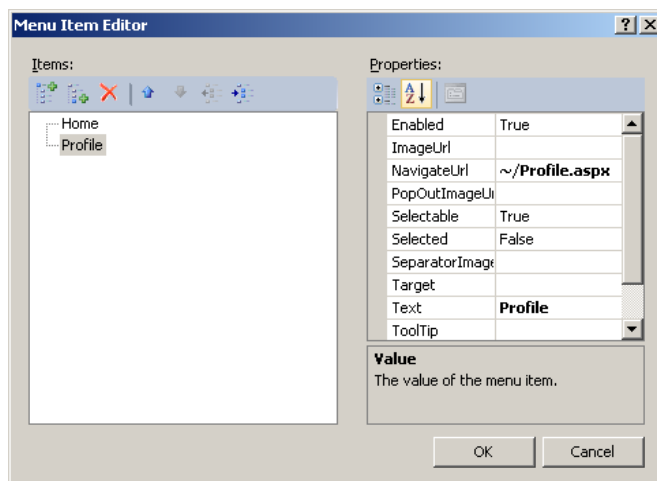 Menu Item Editor
Items:
Properties:
Home
Profile
Enabled True
ImageUrl
NavigateUrl ~/Profile.aspx
PopOutImageUr
Selectable True
Selected False
SeparatorImage
Target
Text Profile
ToolTip
Value
The value of the menu item.
OK Cancel